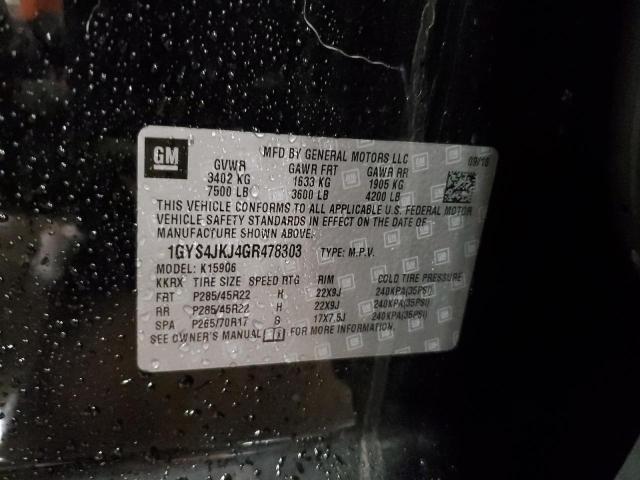 GM
MFD BY GENERAL MOTORS LLC 09/16
GVWR GAWR FRT GAWR RR
3402 KG 1633 KG 1905 KG
7500 LB 3600 LB 4200 LB
THIS VEHICLE CONFORMS TO ALL APPLICABLE U.S. FEDERAL MOTOR
VEHICLE SAFETY STANDARDS IN EFFECT ON THE DATE OF
MANUFACTURE SHOWN ABOVE.
1GYS4JKJ4GR478303 TYPE: M.P.V.
MODEL: K15906
KKRX TIRE SIZE SPEED RTG RIM COLD TIRE PRESSURE
FRT P285/45R22 H 22X9J 240KPA(35PSI)
RR P285/45R22 H 22X9J 240KPA(35PSI)
SPA P265/70R17 S 17X7.5J 240KPA(35PSI)
SEE OWNER'S MANUAL FOR MORE INFORMATION.